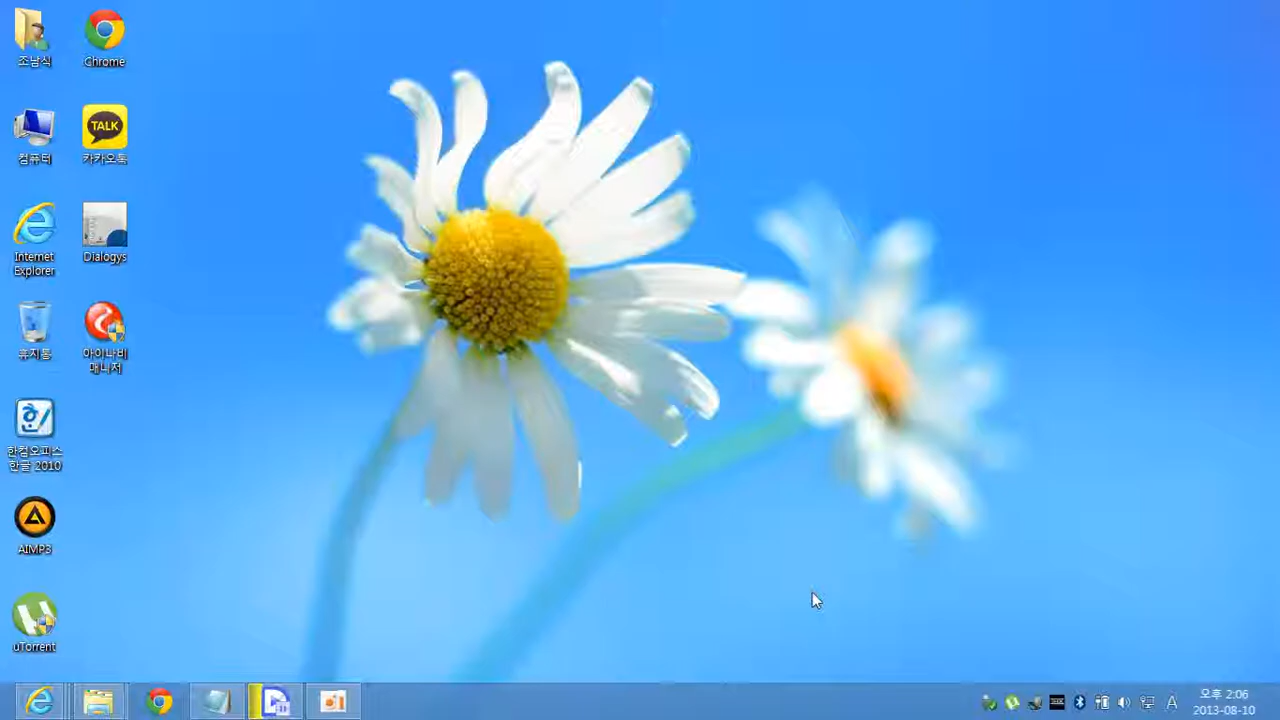 조남식
Chrome
컴퓨터
TALK
카카오톡
Internet
Explorer
Dialogys
휴지통
아이나비
매니저
한컴오피스
한글 2010
AIMP3
uTorrent
A
오후 2:06
2013-08-10